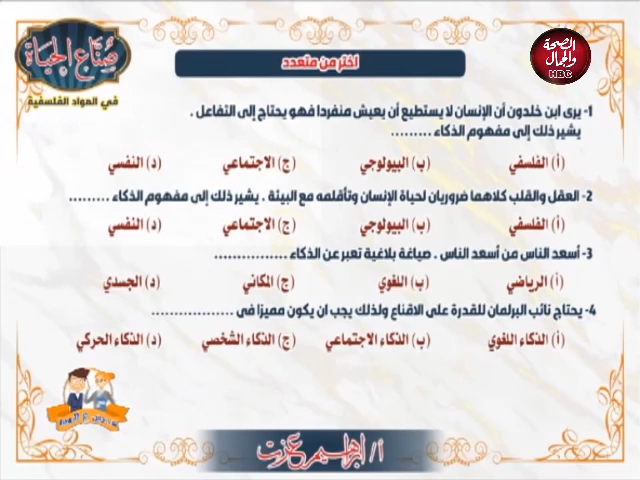 صُنّاع الحياة
في المواد الفلسفية
اختر من متعدد
الصحة
والجمال
HBC
1- يرى ابن خلدون أن الإنسان لا يستطيع أن يعيش منفردا فهو يحتاج إلى التفاعل .
يشير ذلك إلى مفهوم الذكاء .........
(أ) الفلسفي (ب) البيولوجي (ج) الاجتماعي (د) النفسي
2- العقل والقلب كلاهما ضروريان لحياة الإنسان وتأقلمه مع البيئة . يشير ذلك إلى مفهوم الذكاء .........
(أ) الفلسفي (ب) البيولوجي (ج) الاجتماعي (د) النفسي
3- أسعد الناس من أسعد الناس . صياغة بلاغية تعبر عن الذكاء ................
(أ) الرياضي (ب) اللغوي (ج) المكاني (د) الجسدي
4- يحتاج نائب البرلمان للقدرة على الاقناع ولذلك يجب ان يكون مميزا فى ..................
(أ) الذكاء اللغوي (ب) الذكاء الاجتماعي (ج) الذكاء الشخصي (د) الذكاء الحركي
أ/ إبراهيم عزت